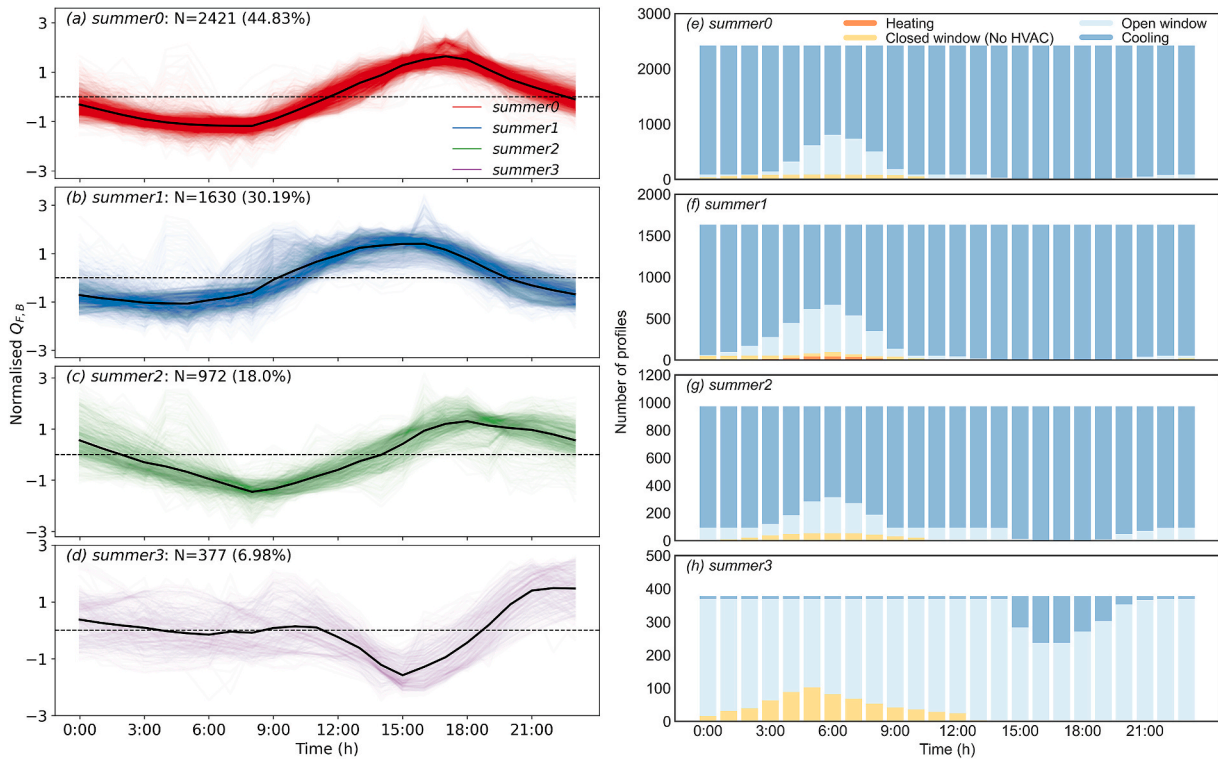 (a) summer0: N=2421 (44.83%)
3
1
−1
−3
summer0
summer1
summer2
summer3
(b) summer1: N=1630 (30.19%)
3
1
−1
−3
(c) summer2: N=972 (18.0%)
3
1
−1
−3
(d) summer3: N=377 (6.98%)
3
1
−1
−3
Normalised Q_{F,B}
0:00 3:00 6:00 9:00 12:00 15:00 18:00 21:00
Time (h)
(e) summer0
Heating
Closed window (No HVAC)
Open window
Cooling
3000
2000
1000
0
(f) summer1
2000
1500
1000
500
0
(g) summer2
1200
1000
800
600
400
200
0
(h) summer3
500
400
300
200
100
0
Number of profiles
0:00 3:00 6:00 9:00 12:00 15:00 18:00 21:00
Time (h)